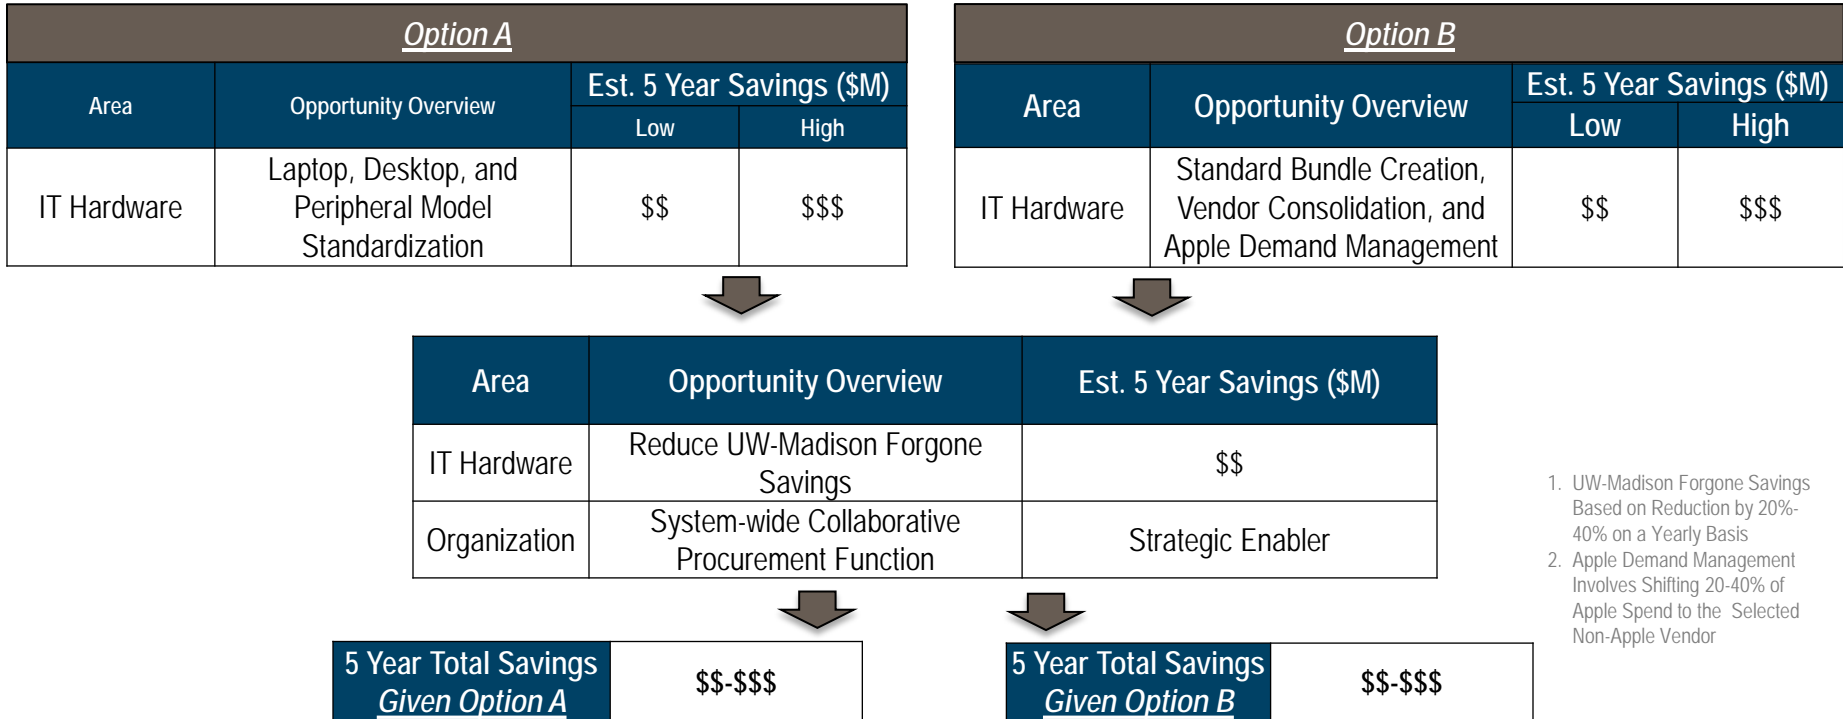 Option A
Area
Opportunity Overview
Est. 5 Year Savings ($M)
Low
High
IT Hardware
Laptop, Desktop, and
Peripheral Model
Standardization
$$
$$$
Option B
Area
Opportunity Overview
Est. 5 Year Savings ($M)
Low
High
IT Hardware
Standard Bundle Creation,
Vendor Consolidation, and
Apple Demand Management
$$
$$$
Area
Opportunity Overview
Est. 5 Year Savings ($M)
IT Hardware
Reduce UW-Madison Forgone
Savings
$$
Organization
System-wide Collaborative
Procurement Function
Strategic Enabler
1. UW-Madison Forgone Savings
Based on Reduction by 20%-
40% on a Yearly Basis
2. Apple Demand Management
Involves Shifting 20-40% of
Apple Spend to the Selected
Non-Apple Vendor
5 Year Total Savings
Given Option A
$$-$$$
5 Year Total Savings
Given Option B
$$-$$$